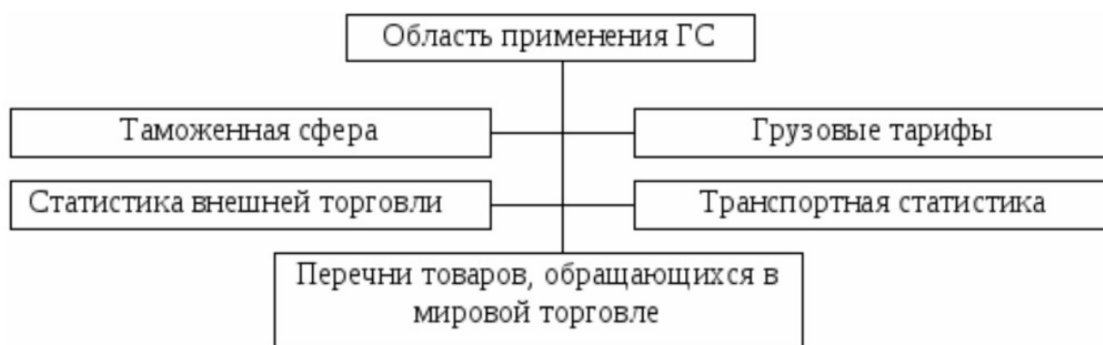 Область применения ГС
Таможенная сфера
Грузовые тарифы
Статистика внешней торговли
Транспортная статистика
Перечни товаров, обращающихся в
мировой торговле